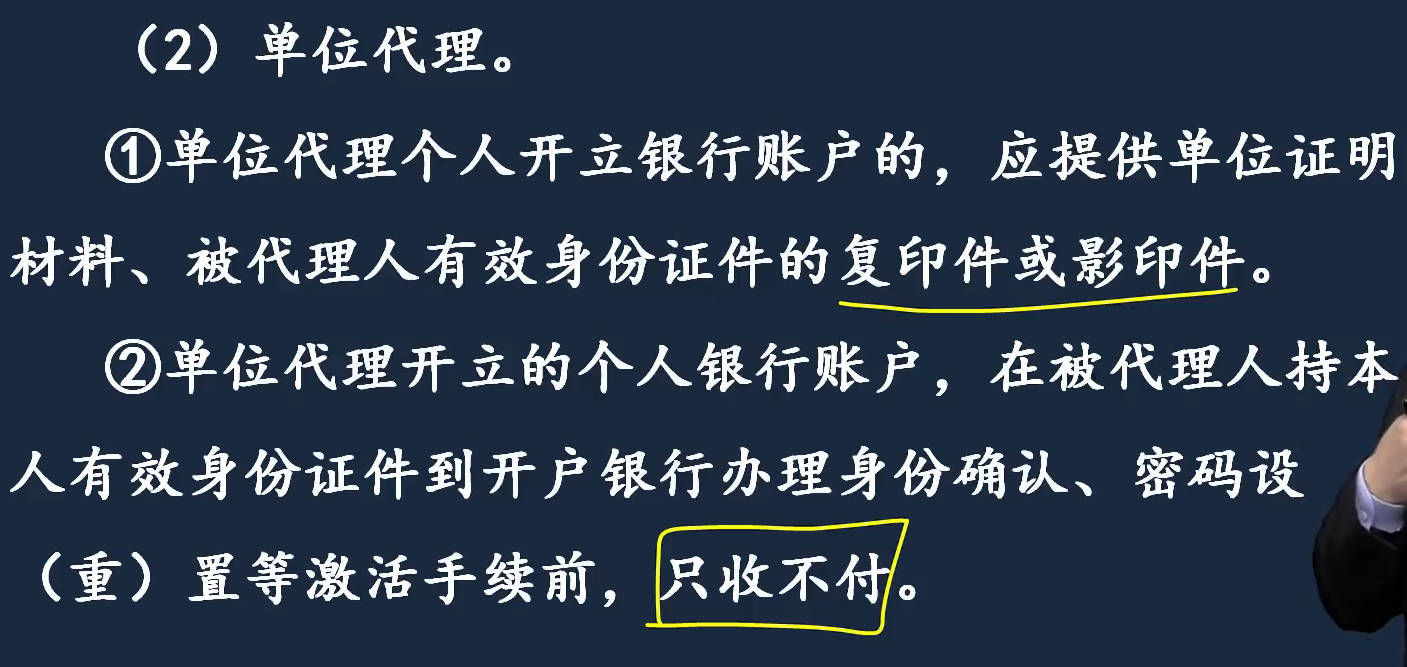 （2）单位代理。
①单位代理个人开立银行账户的，应提供单位证明
材料、被代理人有效身份证件的复印件或影印件。
②单位代理开立的个人银行账户，在被代理人持本
人有效身份证件到开户银行办理身份确认、密码设
（重）置等激活手续前，只收不付。